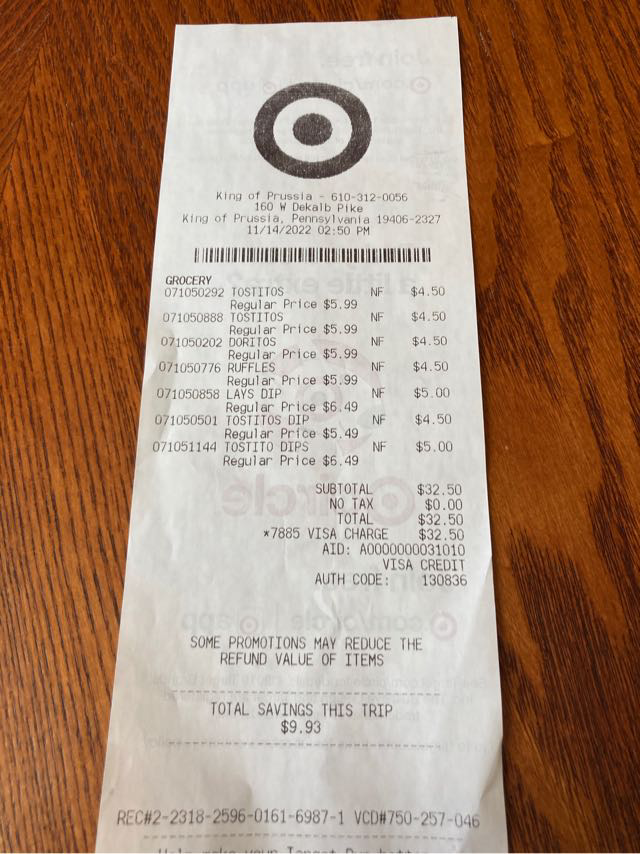 King of Prussia - 610-312-0056
160 W Dekalb Pike
King of Prussia, Pennsylvania 19406-2327
11/14/2022 02:50 PM
GROCERY
071050292 TOSTITOS NF $4.50
Regular Price $5.99
071050888 TOSTITOS NF $4.50
Regular Price $5.99
071050202 DORITOS NF $4.50
Regular Price $5.99
071050776 RUFFLES NF $4.50
Regular Price $5.99
071050858 LAYS DIP NF $5.00
Regular Price $6.49
071050501 TOSTITOS DIP NF $4.50
Regular Price $5.49
071051144 TOSTITO DIPS NF $5.00
Regular Price $6.49
SUBTOTAL $32.50
NO TAX $0.00
TOTAL $32.50
*7885 VISA CHARGE $32.50
AID: A0000000031010
VISA CREDIT
AUTH CODE: 130836
SOME PROMOTIONS MAY REDUCE THE
REFUND VALUE OF ITEMS
TOTAL SAVINGS THIS TRIP
$9.93
REC#2-2318-2596-0161-6987-1 VCD#750-257-046